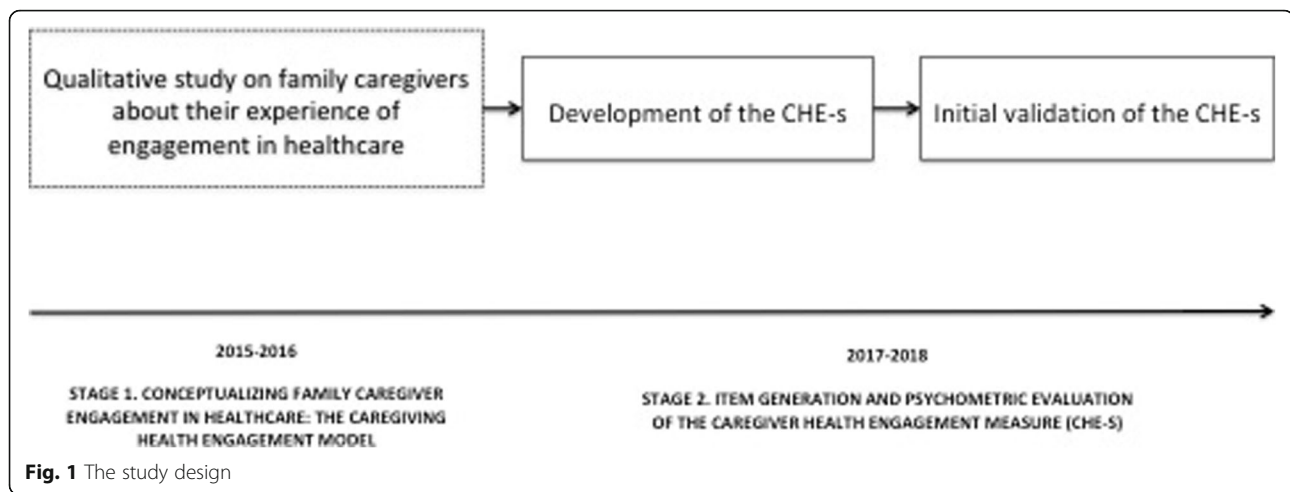 Qualitative study on family caregivers
about their experience of
engagement in healthcare
Development of the CHE-s
Initial validation of the CHE-s
2015-2016
STAGE 1. CONCEPTUALIZING FAMILY CAREGIVER
ENGAGEMENT IN HEALTHCARE: THE CAREGIVING
HEALTH ENGAGEMENT MODEL
2017-2018
STAGE 2. ITEM GENERATION AND PSYCHOMETRIC EVALUATION
OF THE CAREGIVER HEALTH ENGAGEMENT MEASURE (CHE-S)
Fig. 1 The study design